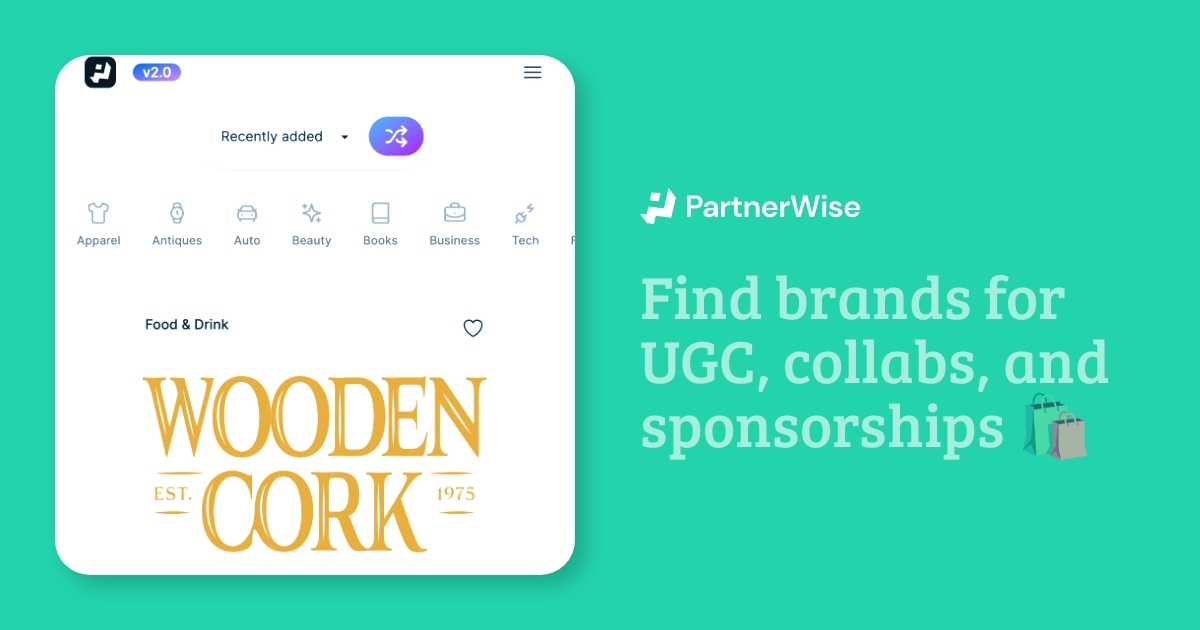 v2.0
Recently added
Apparel Antiques Auto Beauty Books Business Tech F
Food & Drink
WOODEN
EST. CORK 1975
PartnerWise
Find brands for
UGC, collabs, and
sponsorships 🛍️